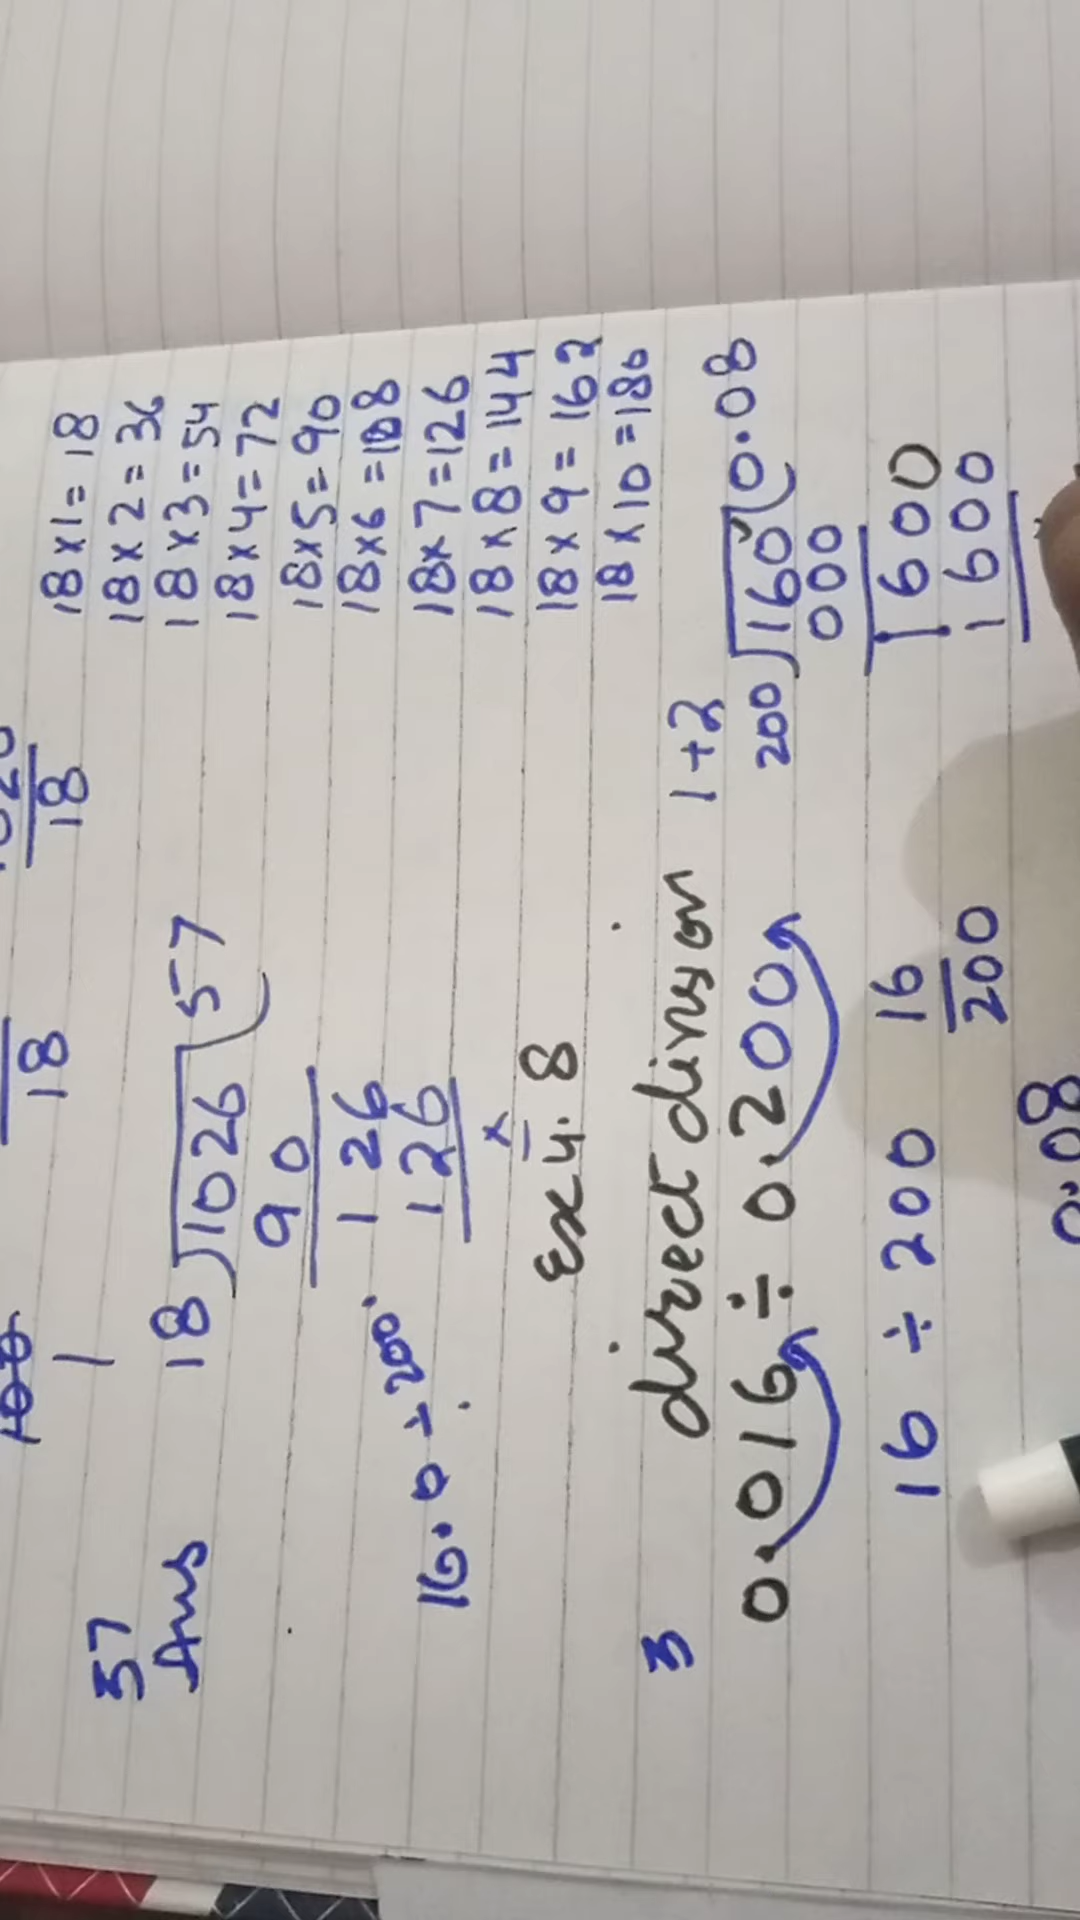 18
18
18 × 1 = 18
18 × 2 = 36
18 × 3 = 54
18 × 4 = 72
18 × 5 = 90
18 × 6 = 108
18 × 7 = 126
18 × 8 = 144
18 × 9 = 162
18 × 10 = 180
100
1
57
Ans
18 1026 57
90
126
126
×
16.0 ÷ 200
Ex 4.8
3 direct division 1+2
0.016 ÷ 0.200
200 160 0.08
000
1600
1600
16 ÷ 200 16
200
0.08